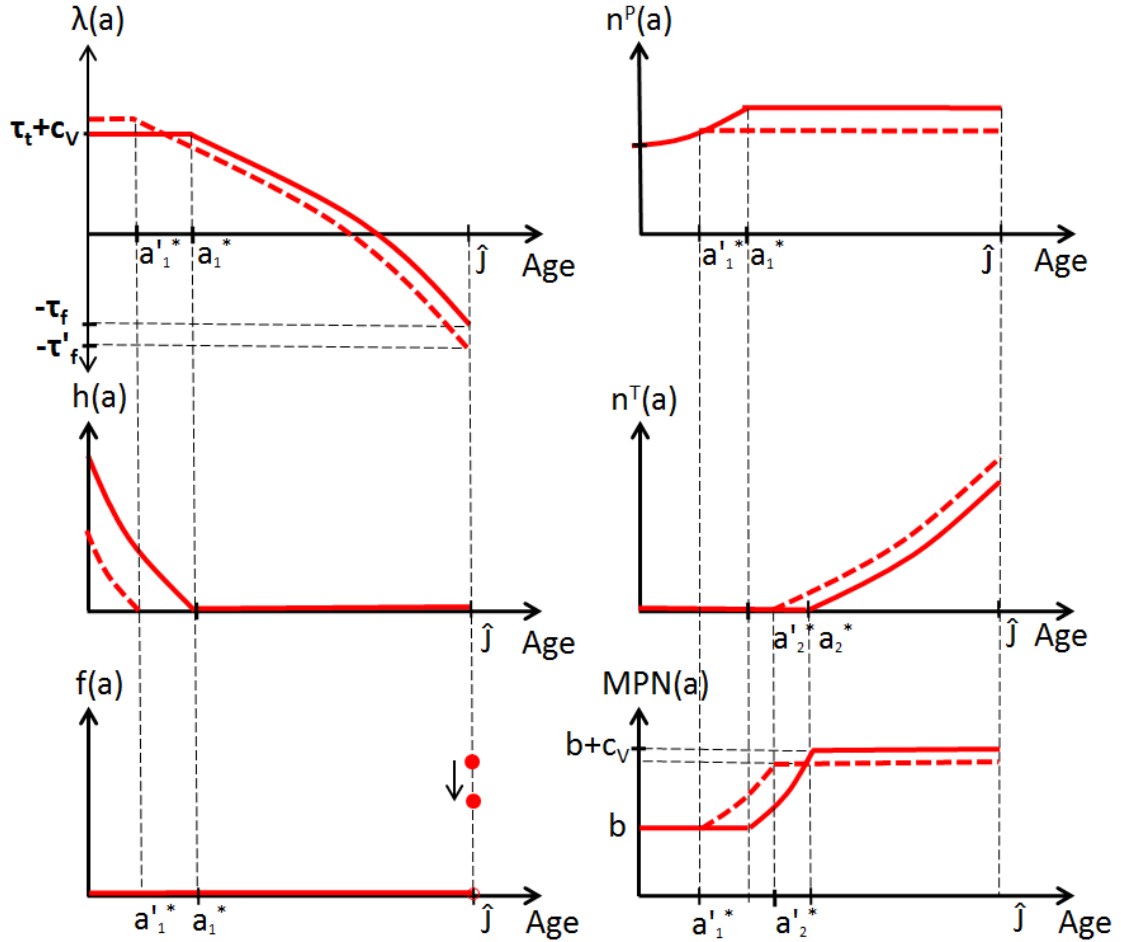 λ(a)
τt+cV
a'1* a1* ĵ
Age
-τf
-τ'f
nP(a)
a'1* a1* ĵ Age
h(a)
ĵ Age
nT(a)
a'2* a2* ĵ
Age
f(a)
a'1* a1* ĵ Age
MPN(a)
b+cV
b
a'1* a'2* ĵ Age